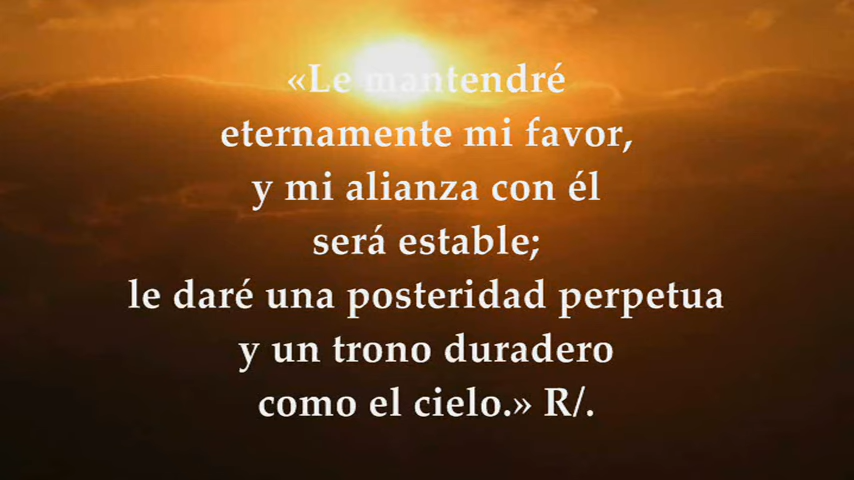 «Le mantendré
eternamente mi favor,
y mi alianza con él
será estable;
le daré una posteridad perpetua
y un trono duradero
como el cielo.» R/.